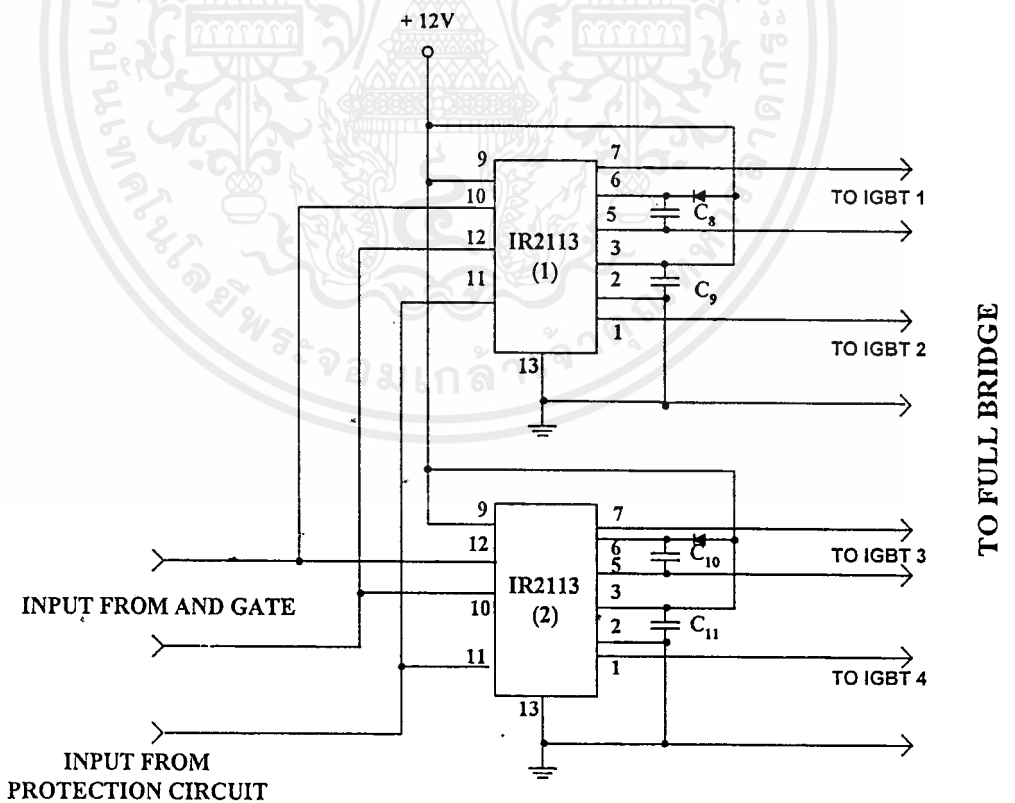 + 12V
9
10
12
11
IR2113
(1)
7
6
5
3
2
1
13
C8
C9
TO IGBT 1
TO IGBT 2
9
12
10
11
IR2113
(2)
7
6
5
3
2
1
13
C10
C11
TO IGBT 3
TO IGBT 4
INPUT FROM AND GATE
INPUT FROM
PROTECTION CIRCUIT
TO FULL BRIDGE